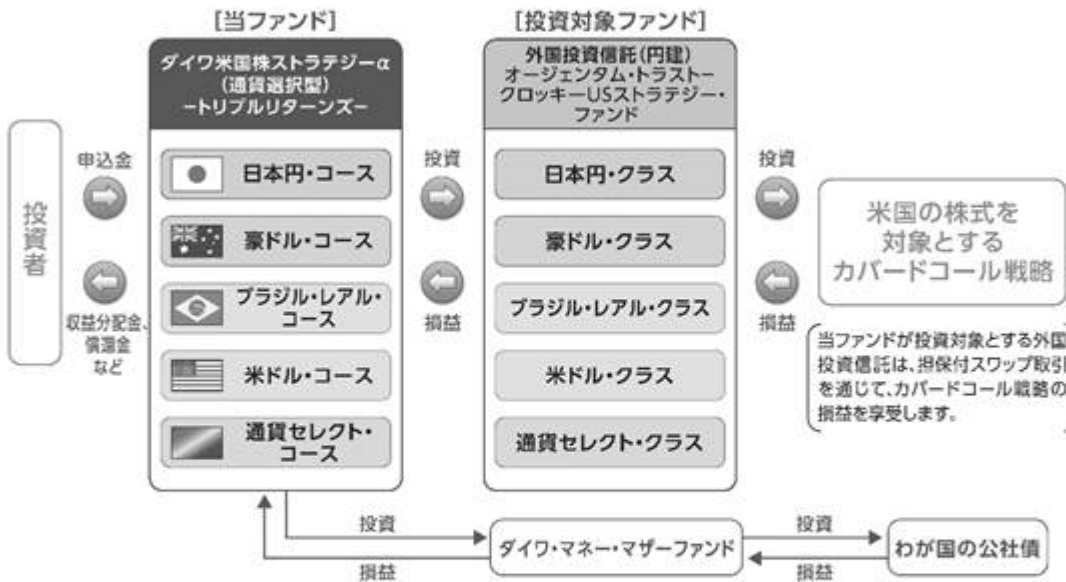 [当ファンド]
ダイワ米国株ストラテジーα
(通貨選択型)
ートリプルリターンズー
[投資対象ファンド]
外国投資信託(円建)
オージェンタム・トラストー
クロッキーUSストラテジー・
ファンド
投資者
申込金
収益分配金、
償還金
など
日本円・コース
豪ドル・コース
ブラジル・レアル・
コース
米ドル・コース
通貨セレクト・
コース
投資
損益
日本円・クラス
豪ドル・クラス
ブラジル・レアル・クラス
米ドル・クラス
通貨セレクト・クラス
投資
損益
米国の株式を
対象とする
カバードコール戦略
当ファンドが投資対象とする外国
投資信託は、担保付スワップ取引
を通じて、カバードコール戦略の
損益を享受します。
投資
損益
ダイワ・マネー・マザーファンド
投資
損益
わが国の公社債